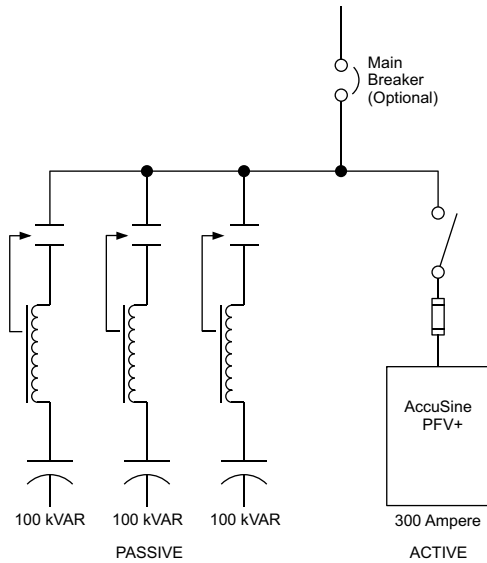 Main
Breaker
(Optional)
AccuSine
PFV+
100 kVAR
100 kVAR
100 kVAR
300 Ampere
PASSIVE
ACTIVE